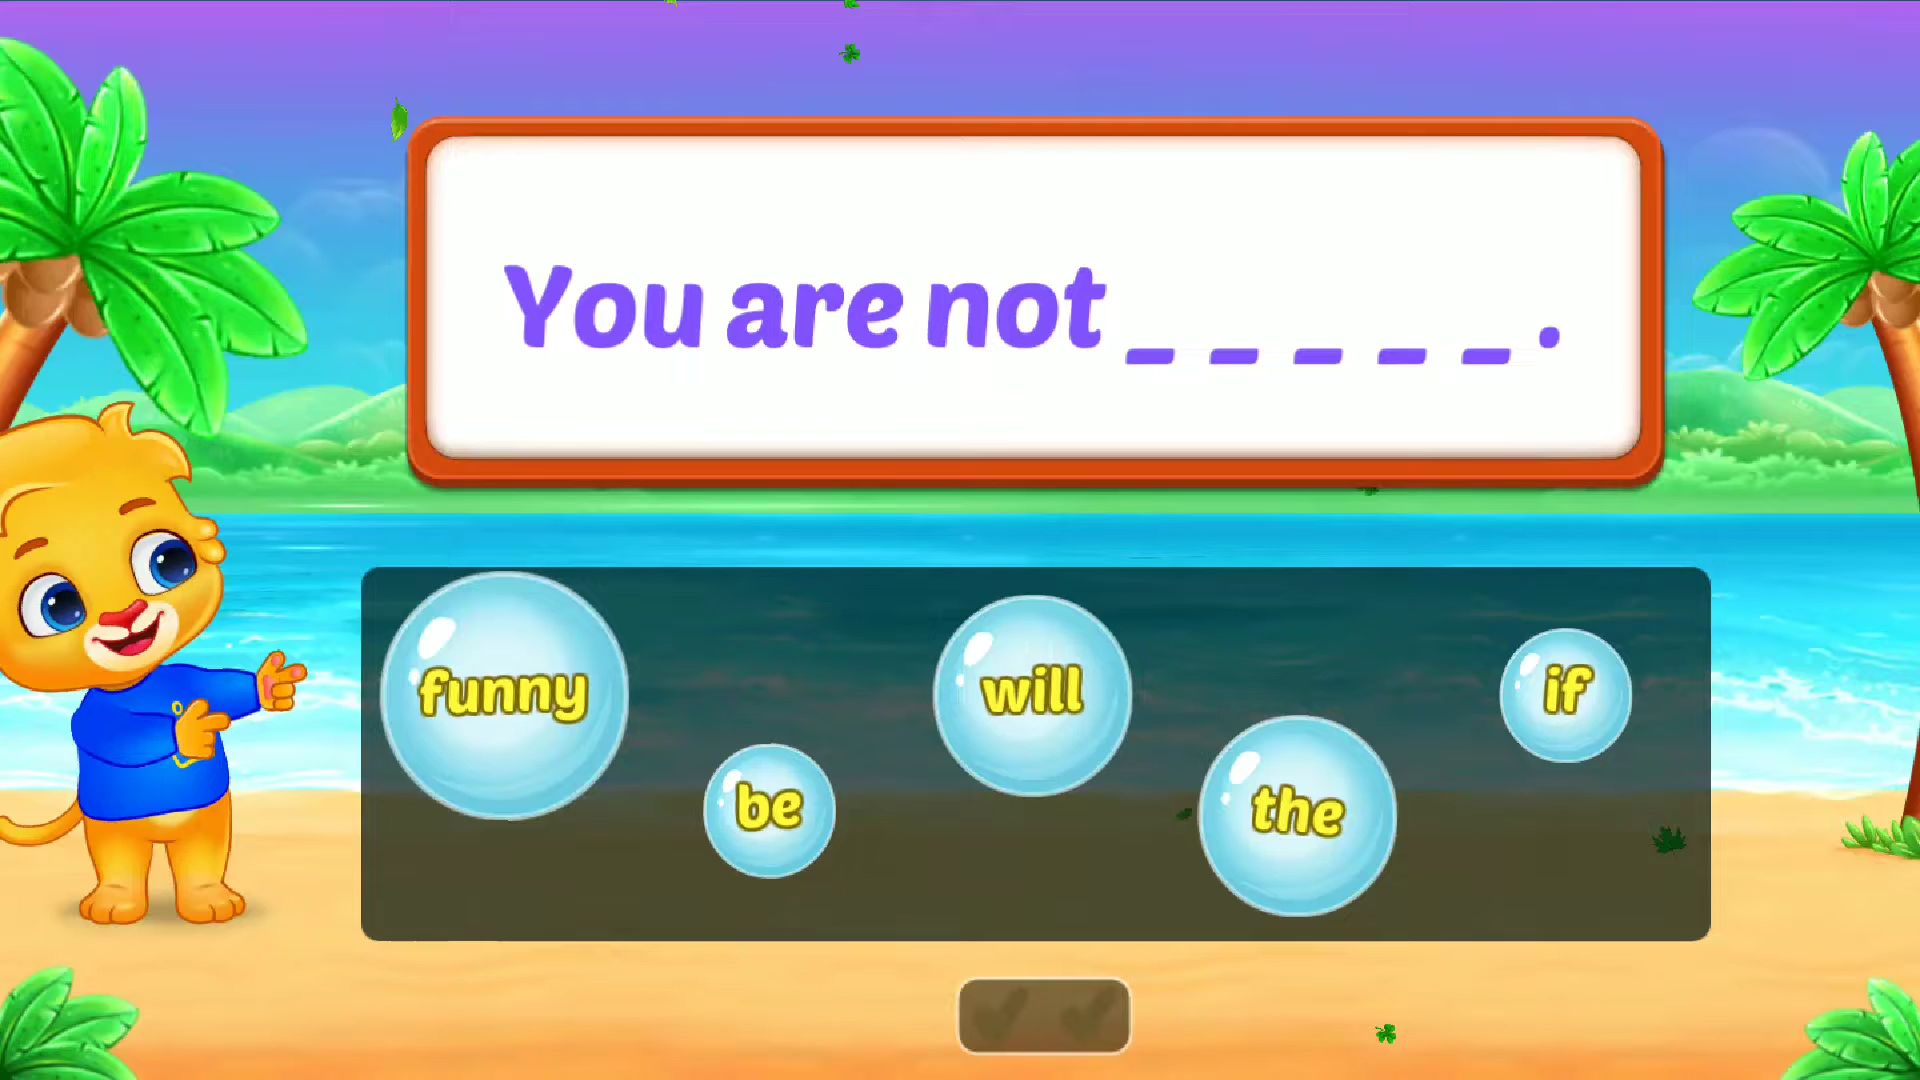 You are not _ _ _ _ _ .
funny
be
will
the
if